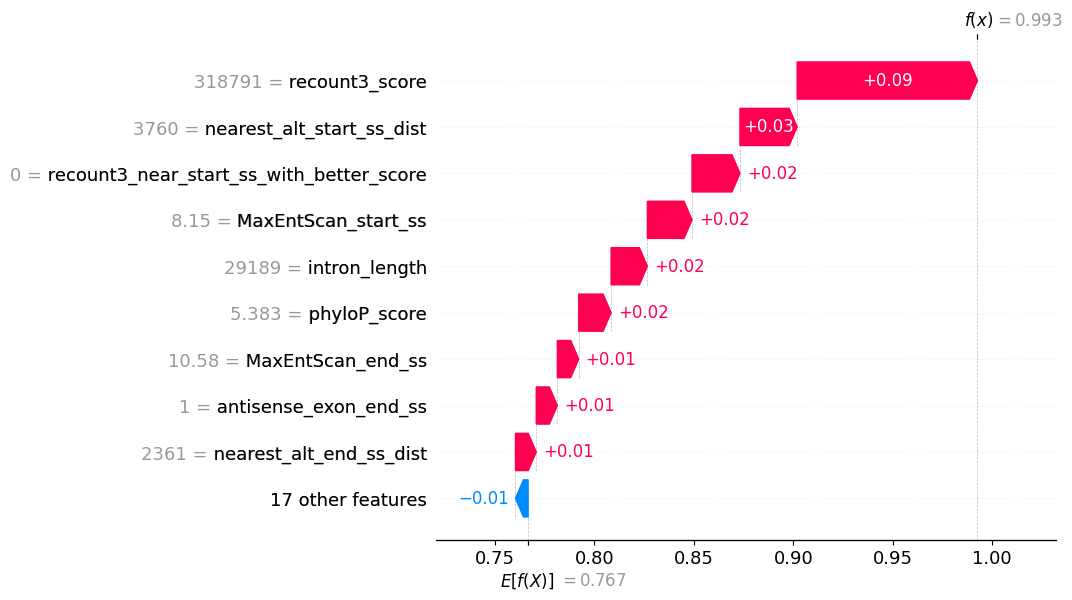 f(x) = 0.993
318791 = recount3_score +0.09
3760 = nearest_alt_start_ss_dist +0.03
0 = recount3_near_start_ss_with_better_score +0.02
8.15 = MaxEntScan_start_ss +0.02
29189 = intron_length +0.02
5.383 = phyloP_score +0.02
10.58 = MaxEntScan_end_ss +0.01
1 = antisense_exon_end_ss +0.01
2361 = nearest_alt_end_ss_dist +0.01
17 other features −0.01
0.75 0.80 0.85 0.90 0.95 1.00
E[f(X)] = 0.767